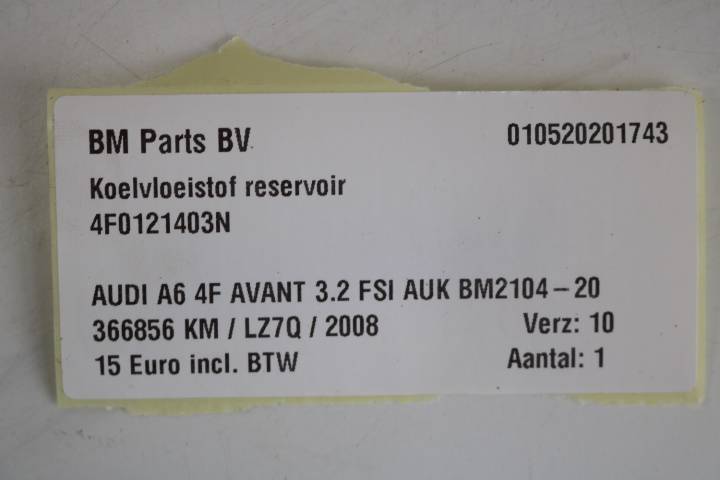 BM Parts BV 010520201743
Koelvloeistof reservoir
4F0121403N
AUDI A6 4F AVANT 3.2 FSI AUK BM2104-20
366856 KM / LZ7Q / 2008 Verz: 10
15 Euro incl. BTW Aantal: 1